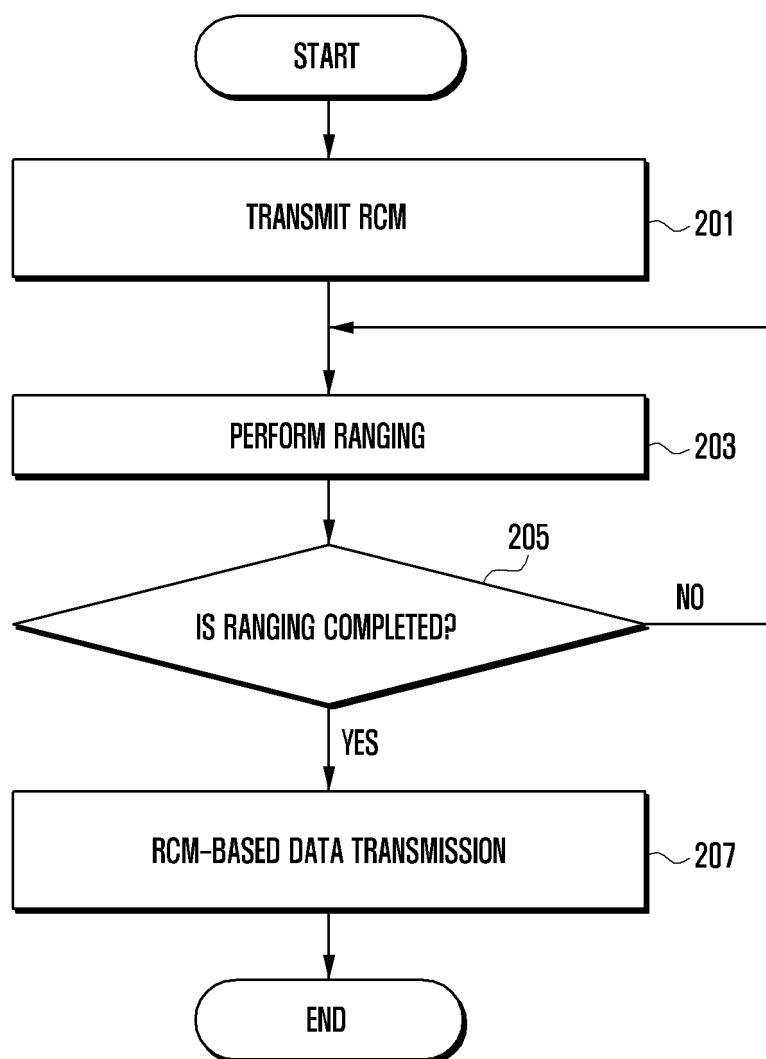 START
TRANSMIT RCM
201
PERFORM RANGING
203
205
IS RANGING COMPLETED?
NO
YES
RCM-BASED DATA TRANSMISSION
207
END